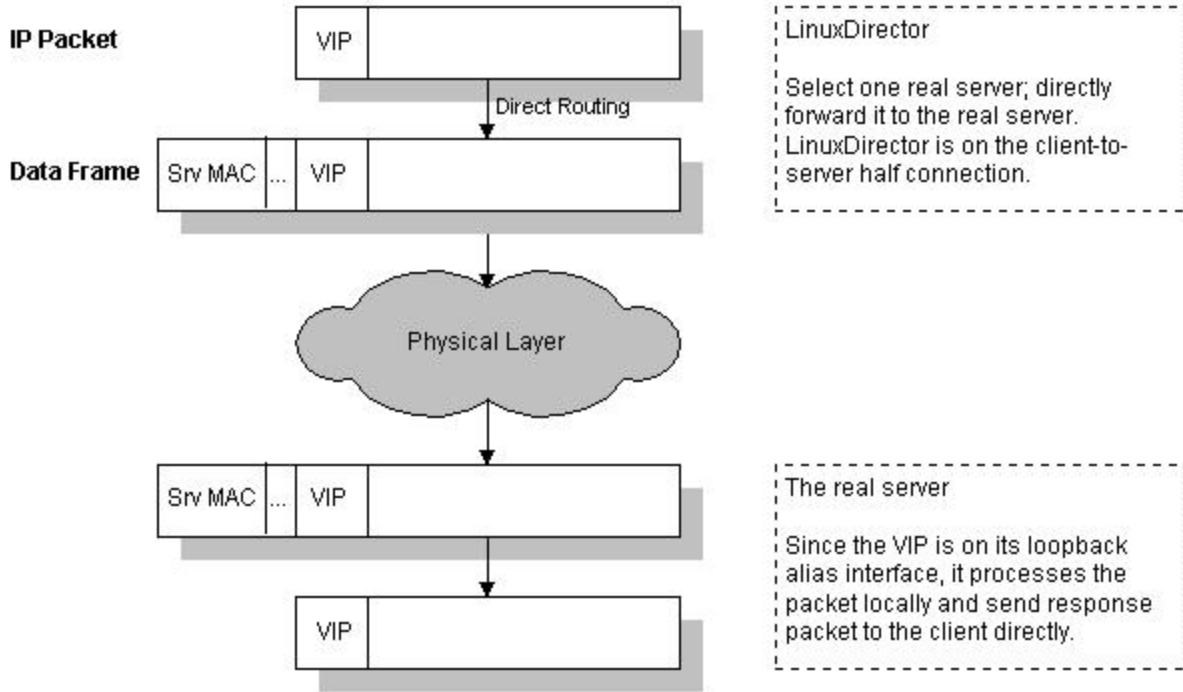 IP Packet
VIP
Direct Routing
Data Frame
Srv MAC ... VIP
Physical Layer
Srv MAC ... VIP
VIP
LinuxDirector
Select one real server; directly
forward it to the real server.
LinuxDirector is on the client-to-
server half connection.
The real server
Since the VIP is on its loopback
alias interface, it processes the
packet locally and send response
packet to the client directly.